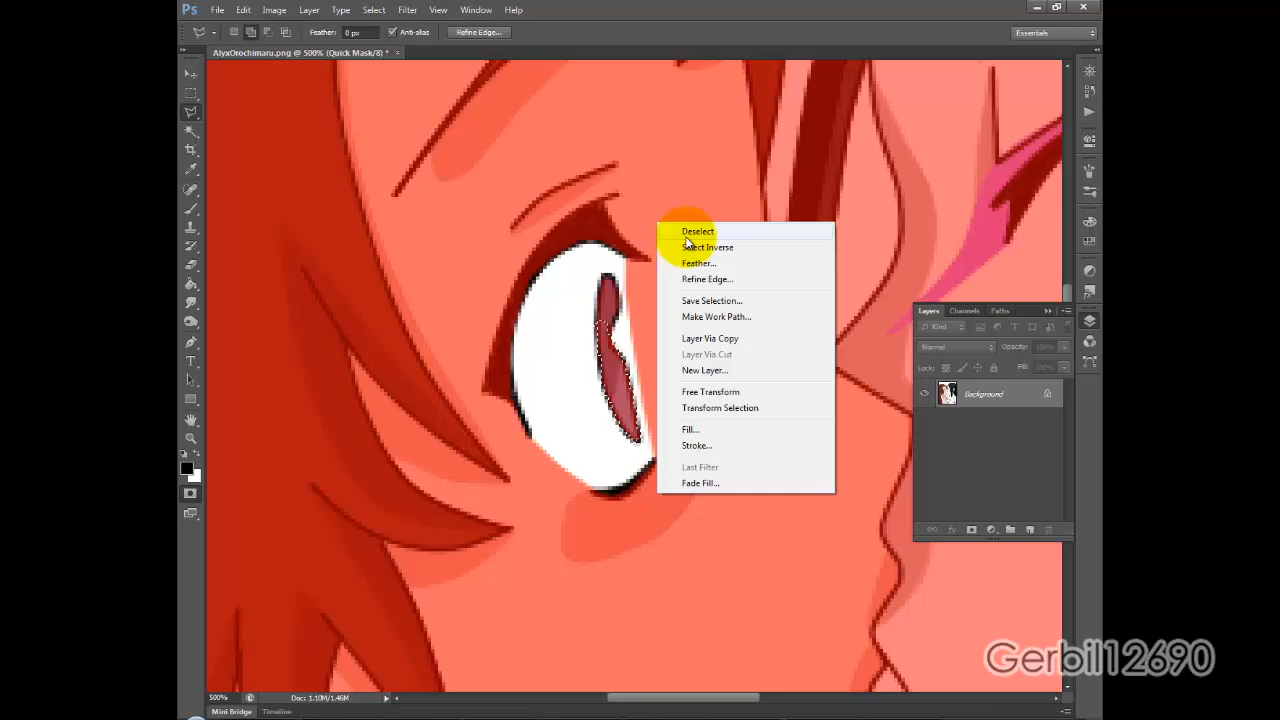 Ps File Edit Image Layer Type Select Filter View Window Help
Feather: 0 px Anti-alias Refine Edge... Essentials
AlyxOrochimaru.png @ 500% (Quick Mask/8) *
Deselect
Select Inverse
Feather...
Refine Edge...
Save Selection...
Make Work Path...
Layer Via Copy
Layer Via Cut
New Layer...
Free Transform
Transform Selection
Fill...
Stroke...
Last Filter
Fade Fill...
Layers Channels Paths
Kind
Normal Opacity: 100%
Lock: Fill: 100%
Background
Gerbil12690
500% Doc: 1.10M/1.46M
Mini Bridge Timeline